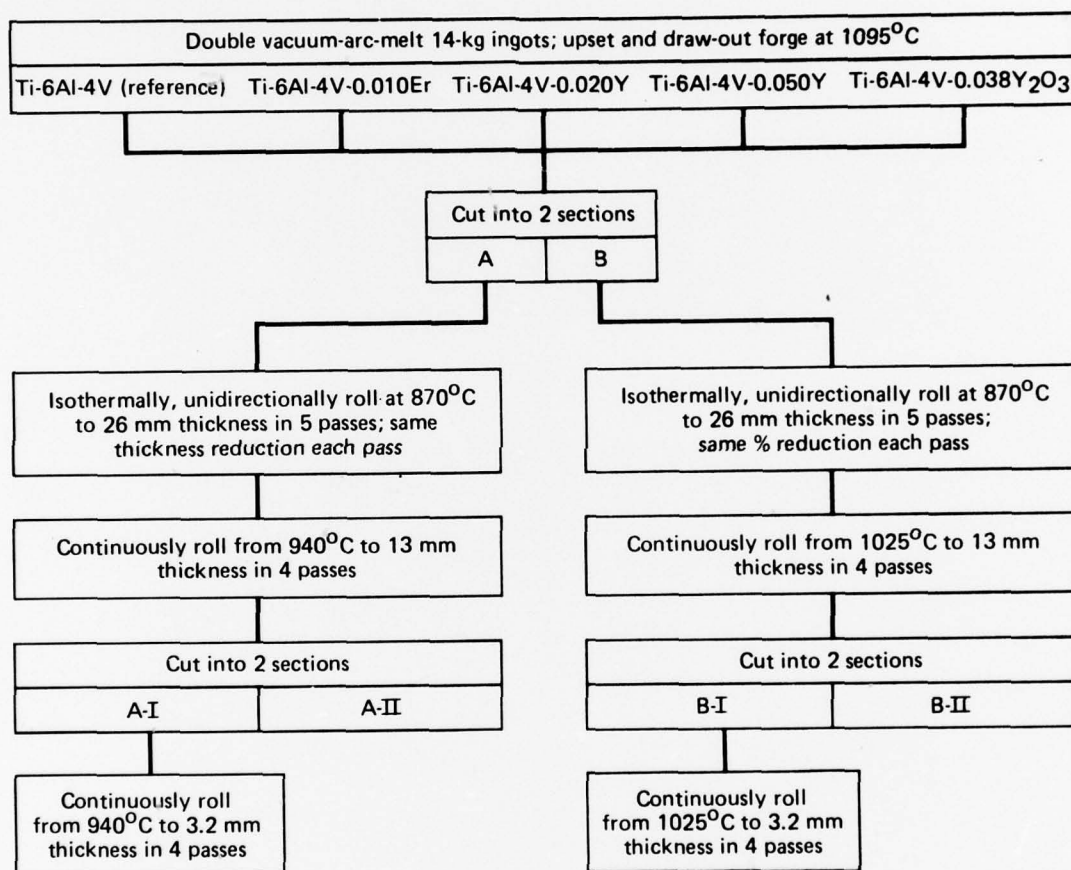 Double vacuum-arc-melt 14-kg ingots; upset and draw-out forge at 1095°C
Ti-6Al-4V (reference) Ti-6Al-4V-0.010Er Ti-6Al-4V-0.020Y Ti-6Al-4V-0.050Y Ti-6Al-4V-0.038Y₂O₃
Cut into 2 sections
A B
Isothermally, unidirectionally roll at 870°C
to 26 mm thickness in 5 passes; same
thickness reduction each pass
Isothermally, unidirectionally roll at 870°C
to 26 mm thickness in 5 passes;
same % reduction each pass
Continuously roll from 940°C to 13 mm
thickness in 4 passes
Continuously roll from 1025°C to 13 mm
thickness in 4 passes
Cut into 2 sections
A-I A-II
Cut into 2 sections
B-I B-II
Continuously roll
from 940°C to 3.2 mm
thickness in 4 passes
Continuously roll
from 1025°C to 3.2 mm
thickness in 4 passes